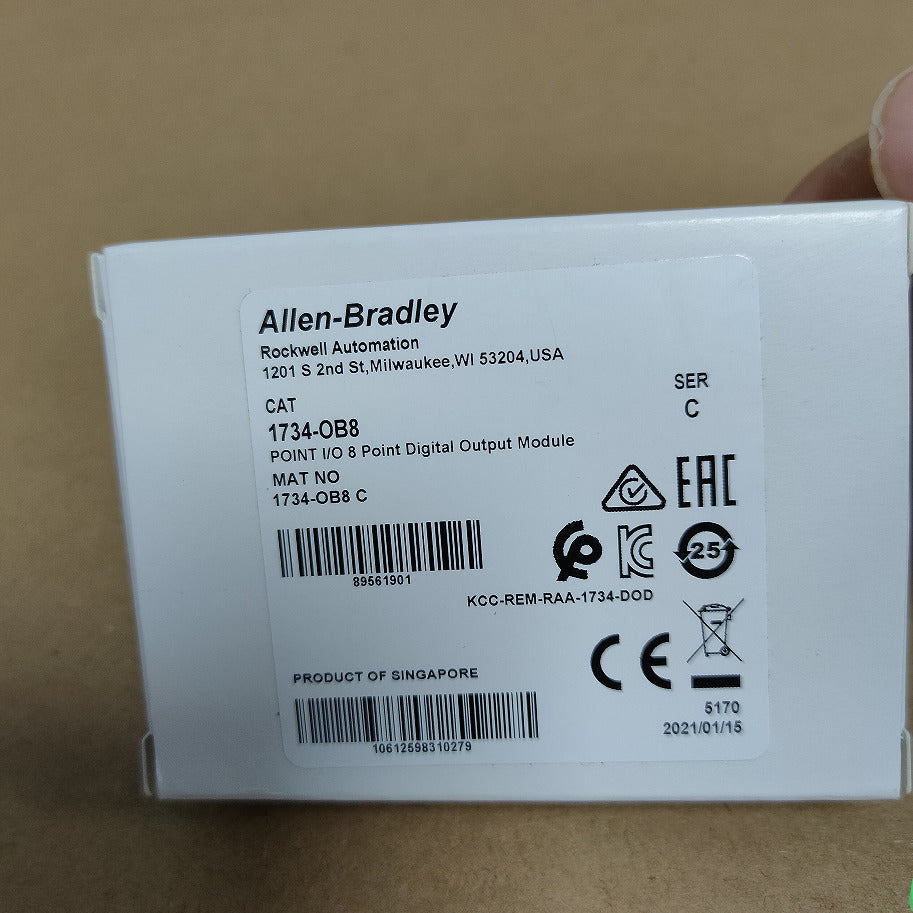 Allen-Bradley
Rockwell Automation
1201 S 2nd St,Milwaukee,WI 53204,USA
CAT
1734-OB8
POINT I/O 8 Point Digital Output Module
MAT NO
1734-OB8 C
SER
C
EAC
89561901
KC
25
KCC-REM-RAA-1734-DOD
CE
PRODUCT OF SINGAPORE
10612598310279
5170
2021/01/15